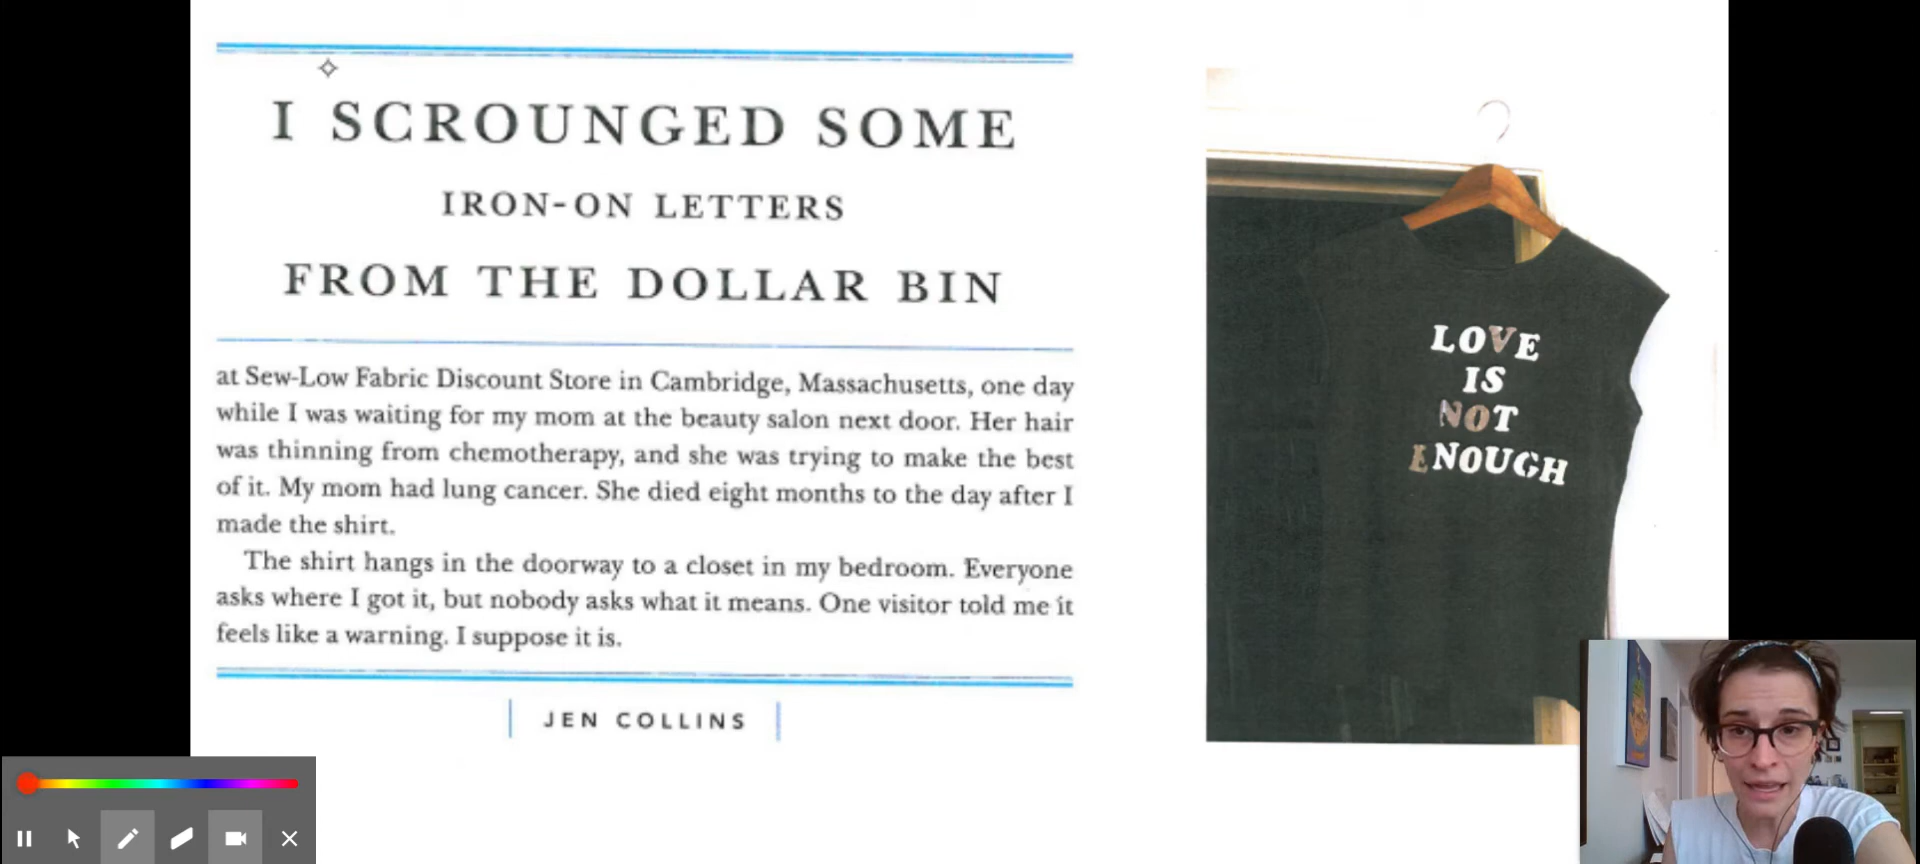 I SCROUNGED SOME
IRON-ON LETTERS
FROM THE DOLLAR BIN
at Sew-Low Fabric Discount Store in Cambridge, Massachusetts, one day
while I was waiting for my mom at the beauty salon next door. Her hair
was thinning from chemotherapy, and she was trying to make the best
of it. My mom had lung cancer. She died eight months to the day after I
made the shirt.
The shirt hangs in the doorway to a closet in my bedroom. Everyone
asks where I got it, but nobody asks what it means. One visitor told me it
feels like a warning. I suppose it is.
JEN COLLINS
LOVE
IS
NOT
ENOUGH